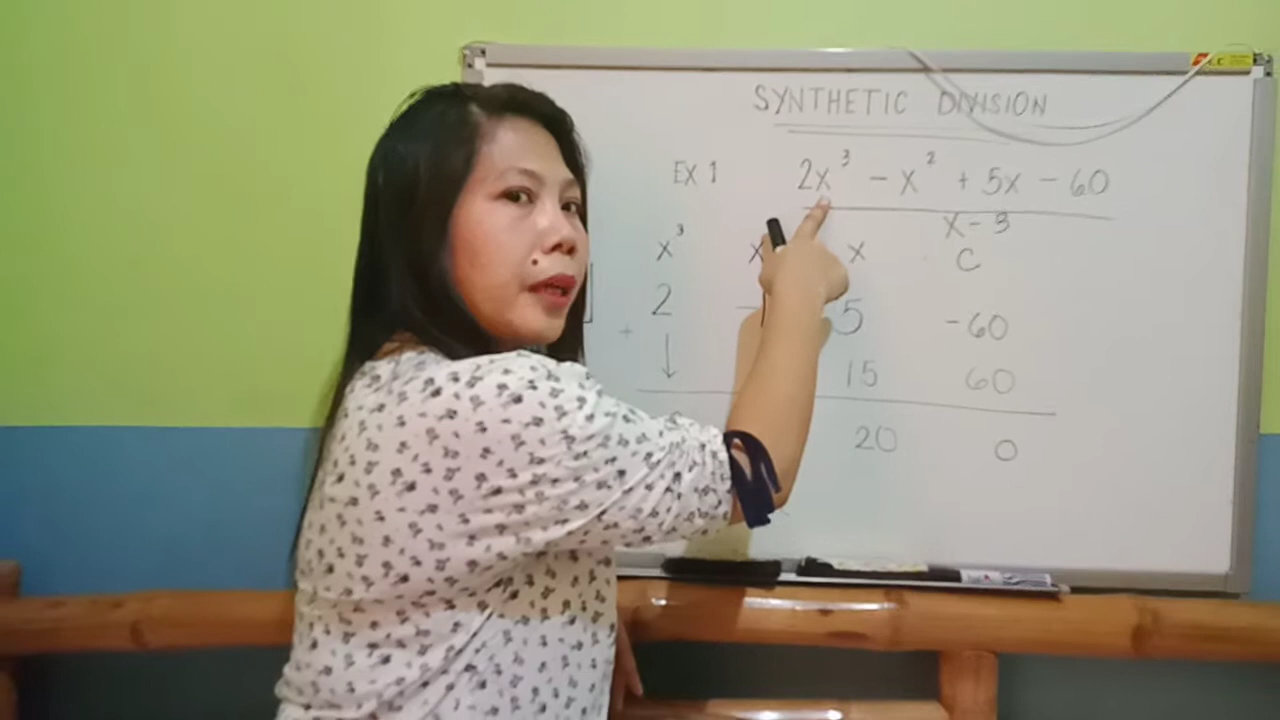 SYNTHETIC DIVISION
EX 1 2x³ - x² + 5x - 60
x - 3
x³ x x C
2 - 5 -60
+
↓ 15 60
20 0